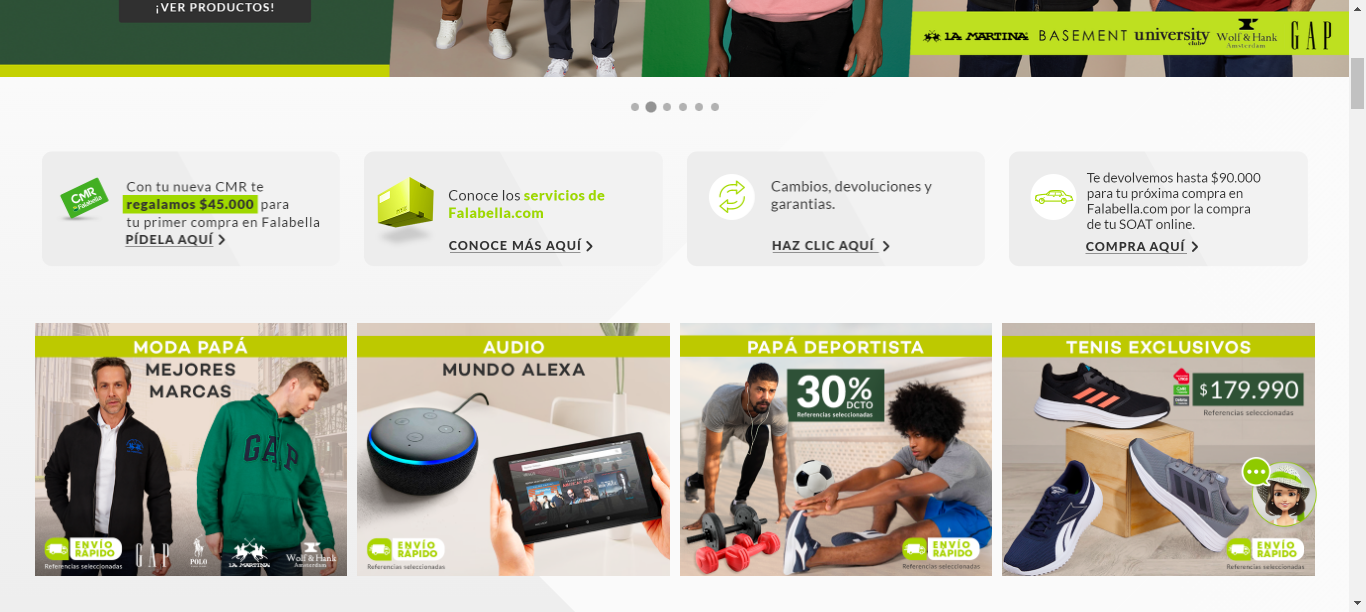 ¡VER PRODUCTOS!
LA MARTINA BASEMENT university club Wolf & Hank Amsterdam GAP
Con tu nueva CMR te
regalamos $45.000 para
tu primer compra en Falabella
PÍDELA AQUÍ
CMR
Falabella
Conoce los servicios de
Falabella.com
CONOCE MÁS AQUÍ
Cambios, devoluciones y
garantias.
HAZ CLIC AQUÍ
Te devolvemos hasta $90.000
para tu próxima compra en
Falabella.com por la compra
de tu SOAT online.
COMPRA AQUÍ
MODA PAPÁ
MEJORES
MARCAS
GAP
ENVÍO
RÁPIDO
Referencias seleccionadas
GAP POLO LA MARTINA Wolf & Hank Amsterdam
AUDIO
MUNDO ALEXA
ENVÍO
RÁPIDO
Referencias seleccionadas
PAPÁ DEPORTISTA
30% DCTO
Referencias seleccionadas
ENVÍO
RÁPIDO
Referencias seleccionadas
TENIS EXCLUSIVOS
$179.990
Referencias seleccionadas
ENVÍO
RÁPIDO
Referencias seleccionadas